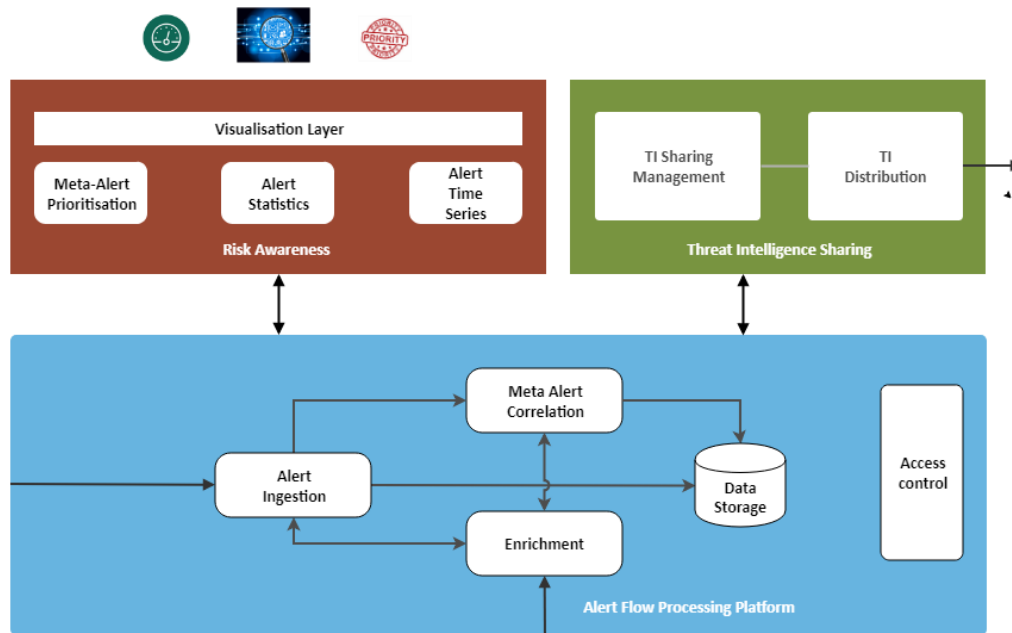 PRIORITY
Visualisation Layer
Meta-Alert
Prioritisation
Alert
Statistics
Alert
Time
Series
Risk Awareness
TI Sharing
Management
TI
Distribution
Threat Intelligence Sharing
Meta Alert
Correlation
Alert
Ingestion
Data
Storage
Enrichment
Access
control
Alert Flow Processing Platform